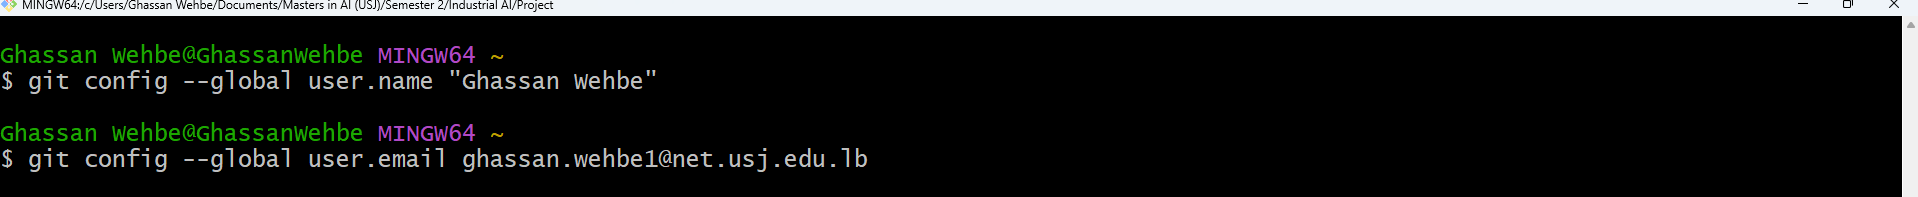 MINGW64:/c/Users/Ghassan Wehbe/Documents/Masters in AI (USJ)/Semester 2/Industrial AI/Project
Ghassan Wehbe@GhassanWehbe MINGW64 ~
$ git config --global user.name "Ghassan Wehbe"
Ghassan Wehbe@GhassanWehbe MINGW64 ~
$ git config --global user.email ghassan.wehbe1@net.usj.edu.lb